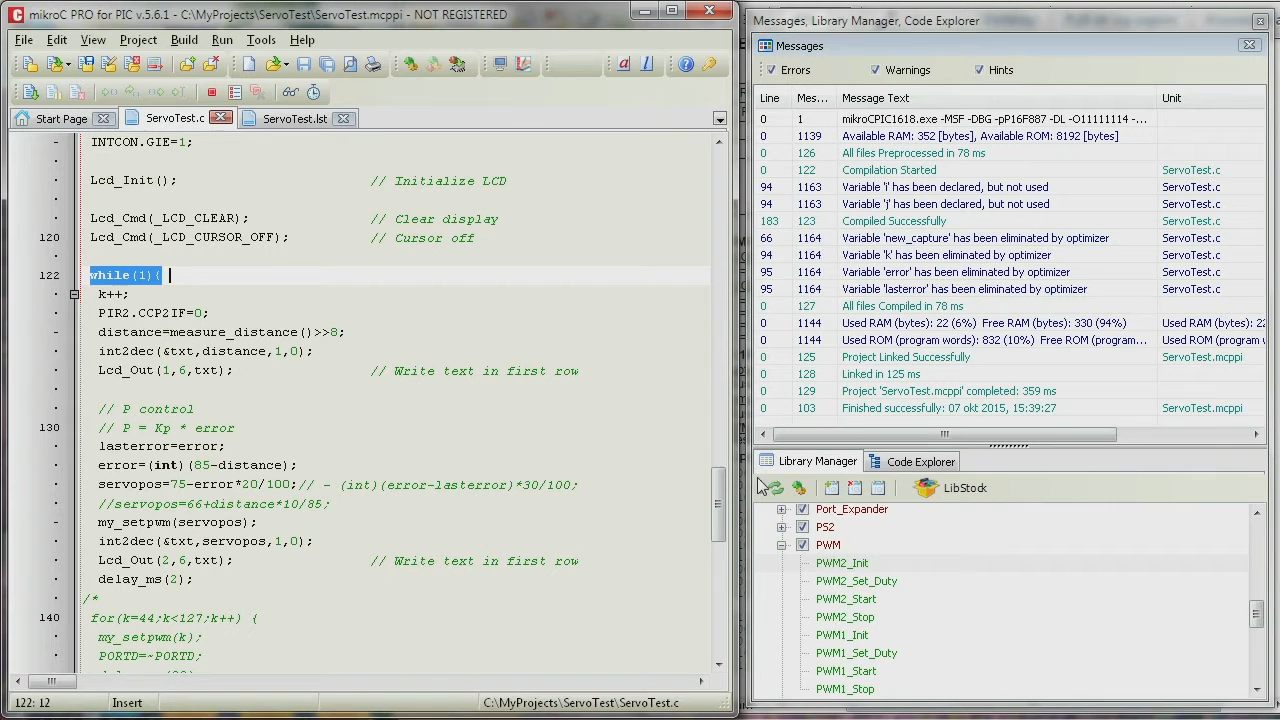 mikroC PRO for PIC v.5.6.1 - C:\MyProjects\ServoTest\ServoTest.mcppi - NOT REGISTERED
File Edit View Project Build Run Tools Help
Start Page
ServoTest.c
ServoTest.lst
INTCON.GIE=1;
Lcd_Init(); // Initialize LCD
Lcd_Cmd(_LCD_CLEAR); // Clear display
120 Lcd_Cmd(_LCD_CURSOR_OFF); // Cursor off
122 while(1){
k++;
PIR2.CCP2IF=0;
distance=measure_distance()>>8;
int2dec(&txt,distance,1,0);
Lcd_Out(1,6,txt); // Write text in first row
// P control
130 // P = Kp * error
lasterror=error;
error=(int)(85-distance);
servopos=75-error*20/100;// - (int)(error-lasterror)*30/100;
//servopos=66+distance*10/85;
my_setpwm(servopos);
int2dec(&txt,servopos,1,0);
Lcd_Out(2,6,txt); // Write text in first row
delay_ms(2);
/*
140 for(k=44;k<127;k++) {
my_setpwm(k);
PORTD=~PORTD;
122: 12 Insert C:\MyProjects\ServoTest\ServoTest.c
Messages, Library Manager, Code Explorer
Messages
Errors Warnings Hints
Line Mes... Message Text Unit
0 1 mikroCPIC1618.exe -MSF -DBG -pP16F887 -DL -O11111114 -...
0 1139 Available RAM: 352 [bytes], Available ROM: 8192 [bytes]
0 126 All files Preprocessed in 78 ms
0 122 Compilation Started ServoTest.c
94 1163 Variable 'i' has been declared, but not used ServoTest.c
94 1163 Variable 'j' has been declared, but not used ServoTest.c
183 123 Compiled Successfully ServoTest.c
66 1164 Variable 'new_capture' has been eliminated by optimizer ServoTest.c
94 1164 Variable 'k' has been eliminated by optimizer ServoTest.c
95 1164 Variable 'error' has been eliminated by optimizer ServoTest.c
95 1164 Variable 'lasterror' has been eliminated by optimizer ServoTest.c
0 127 All files Compiled in 78 ms
0 1144 Used RAM (bytes): 22 (6%) Free RAM (bytes): 330 (94%) Used RAM (bytes): 22
0 1144 Used ROM (program words): 832 (10%) Free ROM (program... Used ROM (program w
0 125 Project Linked Successfully ServoTest.mcppi
0 128 Linked in 125 ms
0 129 Project 'ServoTest.mcppi' completed: 359 ms
0 103 Finished successfully: 07 okt 2015, 15:39:27 ServoTest.mcppi
Library Manager Code Explorer
LibStock
Port_Expander
PS2
PWM
PWM2_Init
PWM2_Set_Duty
PWM2_Start
PWM2_Stop
PWM1_Init
PWM1_Set_Duty
PWM1_Start
PWM1_Stop